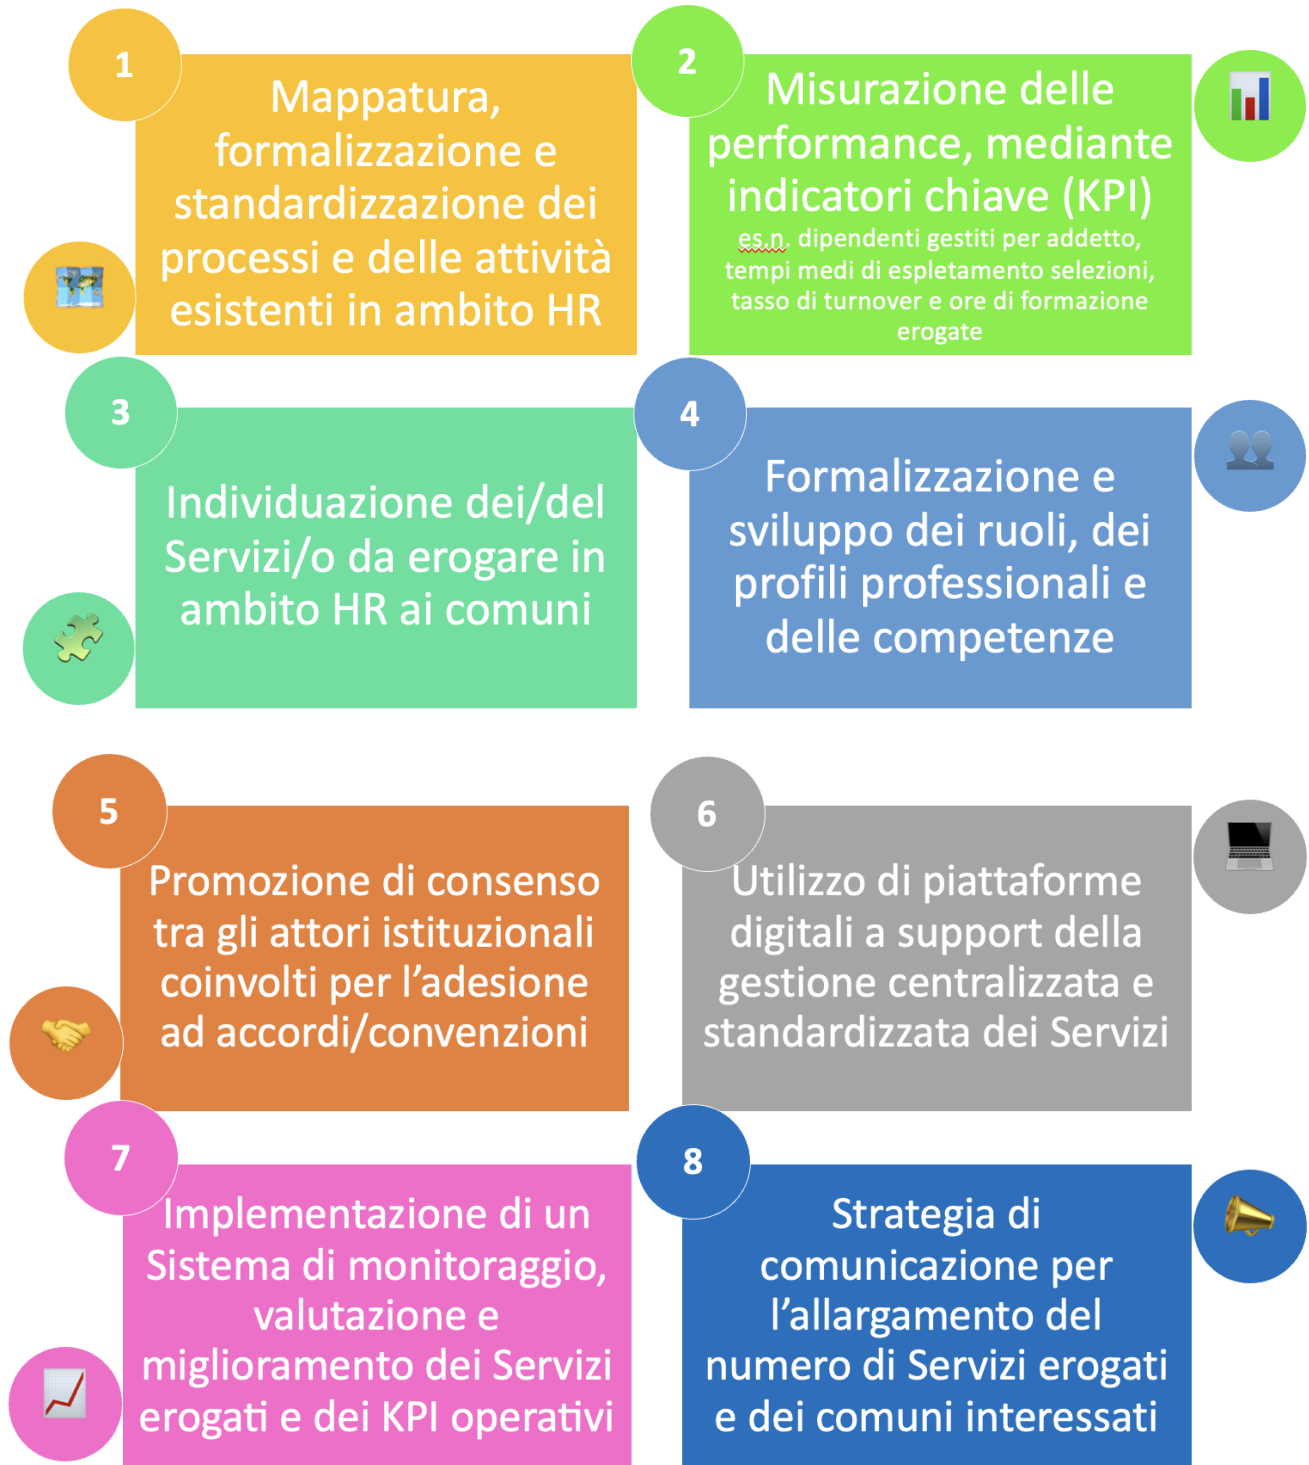 1
Mappatura,
formalizzazione e
standardizzazione dei
processi e delle attività
esistenti in ambito HR
2
Misurazione delle
performance, mediante
indicatori chiave (KPI)
es.n. dipendenti gestiti per addetto,
tempi medi di espletamento selezioni,
tasso di turnover e ore di formazione
erogate
3
Individuazione dei/del
Servizi/o da erogare in
ambito HR ai comuni
4
Formalizzazione e
sviluppo dei ruoli, dei
profili professionali e
delle competenze
5
Promozione di consenso
tra gli attori istituzionali
coinvolti per l’adesione
ad accordi/convenzioni
6
Utilizzo di piattaforme
digitali a support della
gestione centralizzata e
standardizzata dei Servizi
7
Implementazione di un
Sistema di monitoraggio,
valutazione e
miglioramento dei Servizi
erogati e dei KPI operativi
8
Strategia di
comunicazione per
l’allargamento del
numero di Servizi erogati
e dei comuni interessati